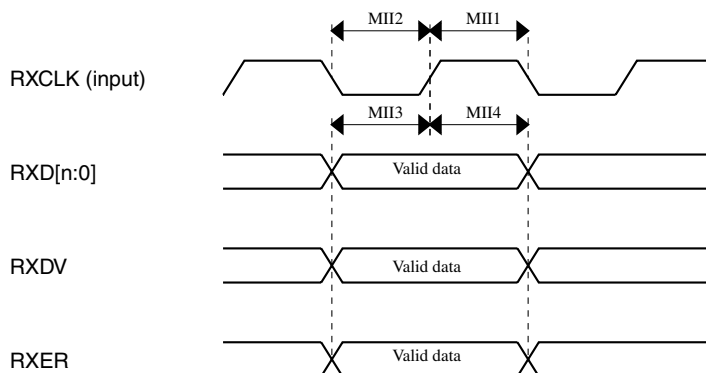 MII2 MII1
RXCLK (input)
MII3 MII4
RXD[n:0] Valid data
RXDV Valid data
RXER Valid data